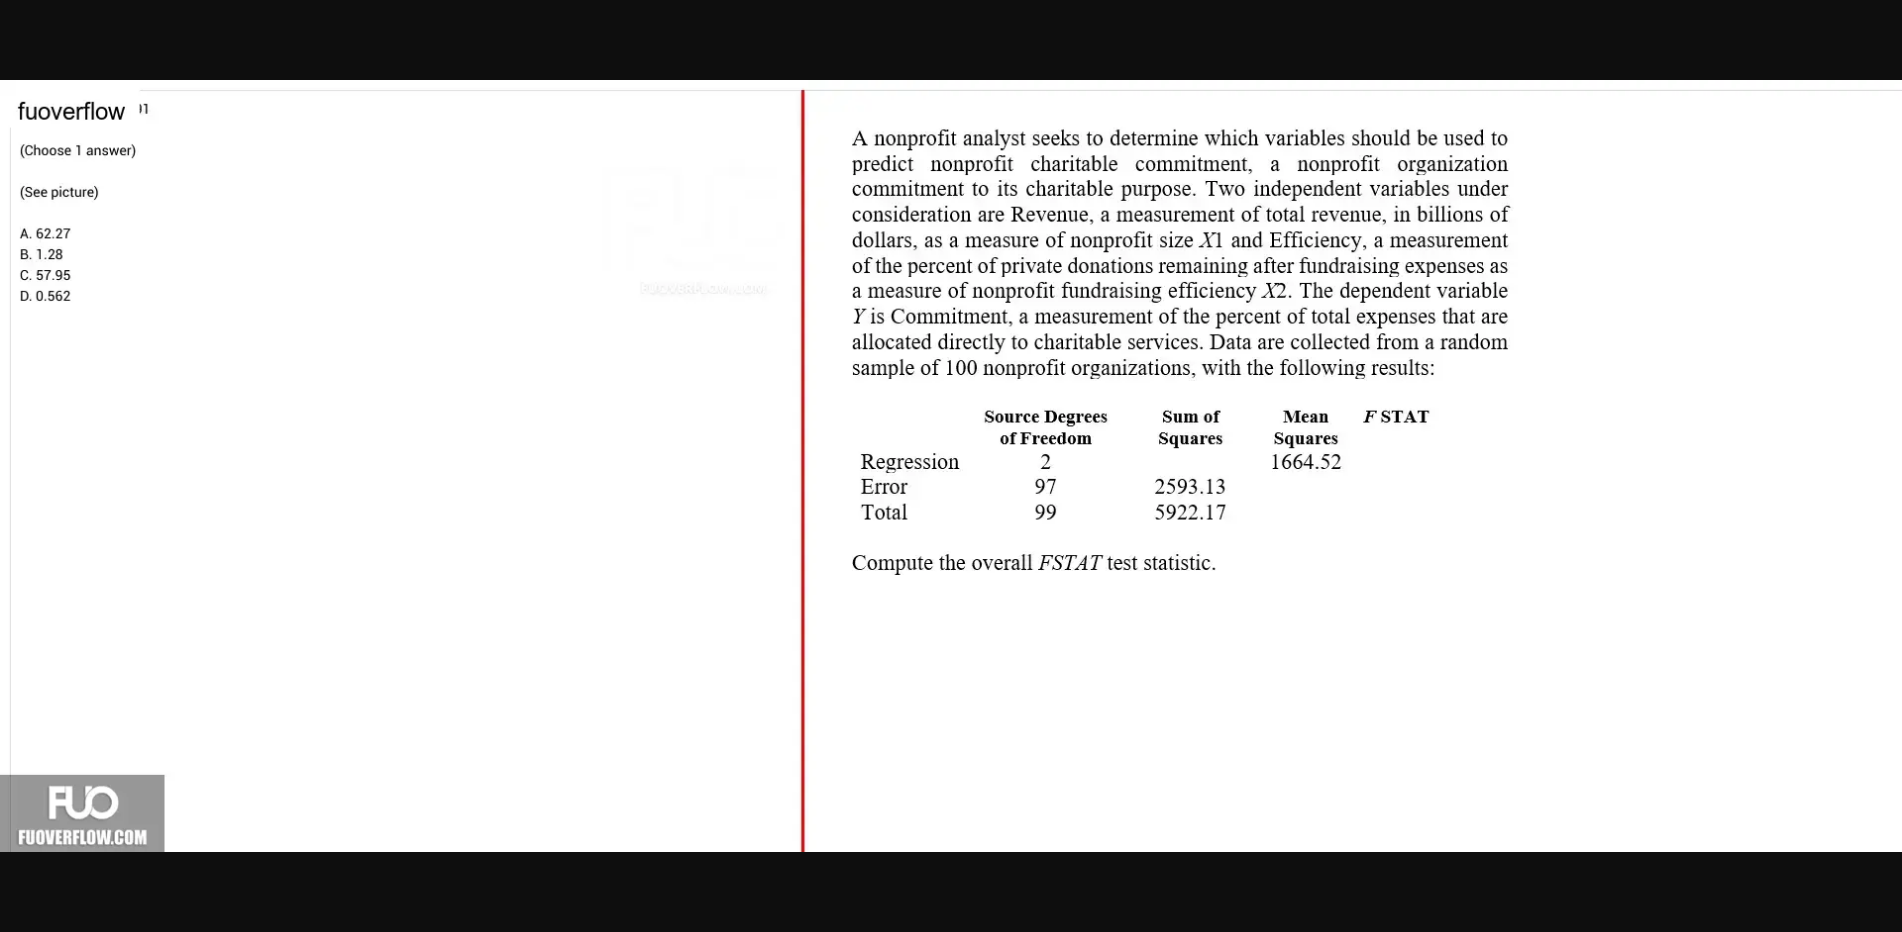 fuoverflow
(Choose 1 answer)
(See picture)
A. 62.27
B. 1.28
C. 57.95
D. 0.562
FUOVERFLOW.COM
A nonprofit analyst seeks to determine which variables should be used to
predict nonprofit charitable commitment, a nonprofit organization
commitment to its charitable purpose. Two independent variables under
consideration are Revenue, a measurement of total revenue, in billions of
dollars, as a measure of nonprofit size X1 and Efficiency, a measurement
of the percent of private donations remaining after fundraising expenses as
a measure of nonprofit fundraising efficiency X2. The dependent variable
Y is Commitment, a measurement of the percent of total expenses that are
allocated directly to charitable services. Data are collected from a random
sample of 100 nonprofit organizations, with the following results:
Source Degrees Sum of Mean F STAT
of Freedom Squares Squares
Regression 2 1664.52
Error 97 2593.13
Total 99 5922.17
Compute the overall FSTAT test statistic.
FUO
FUOVERFLOW.COM